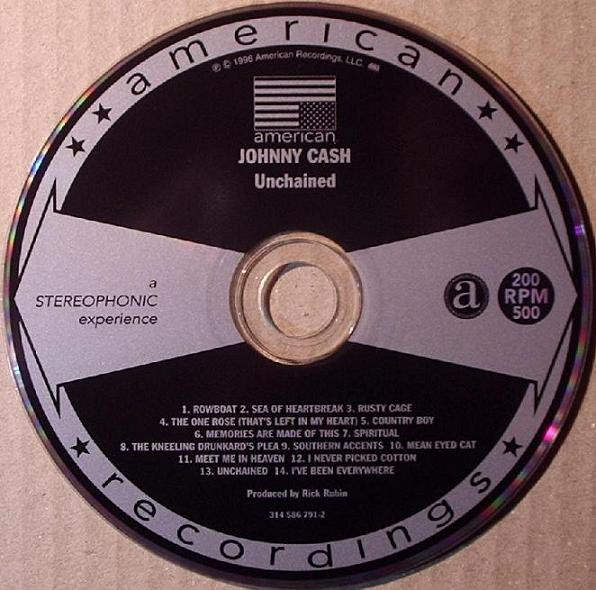 american
℗ © 1996 American Recordings, LLC.
american
JOHNNY CASH
Unchained
a
STEREOPHONIC
experience
a
200
RPM
500
1. ROWBOAT 2. SEA OF HEARTBREAK 3. RUSTY CAGE
4. THE ONE ROSE (THAT'S LEFT IN MY HEART) 5. COUNTRY BOY
6. MEMORIES ARE MADE OF THIS 7. SPIRITUAL
8. THE KNEELING DRUNKARD'S PLEA 9. SOUTHERN ACCENTS 10. MEAN EYED CAT
11. MEET ME IN HEAVEN 12. I NEVER PICKED COTTON
13. UNCHAINED 14. I'VE BEEN EVERYWHERE
Produced by Rick Rubin
314 586 791-2
recordings